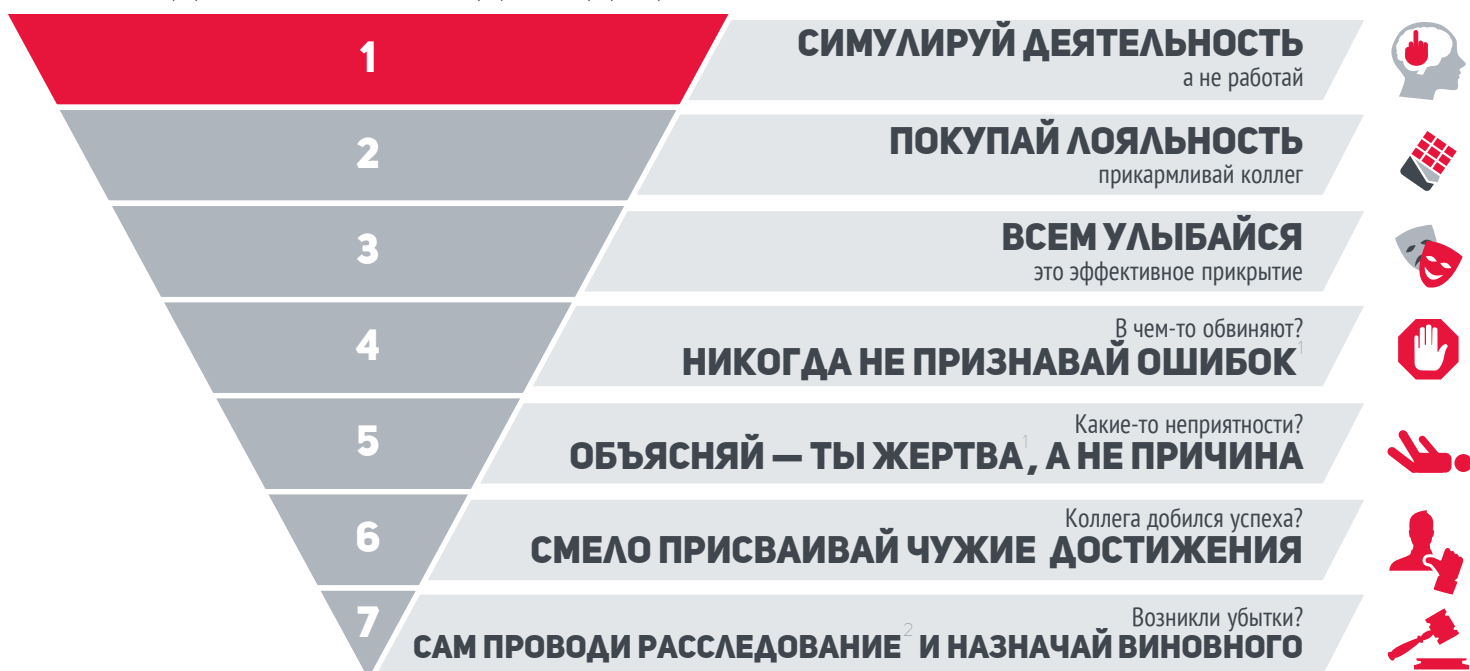 1
СИМУЛИРУЙ ДЕЯТЕЛЬНОСТЬ
а не работай
2
ПОКУПАЙ ЛОЯЛЬНОСТЬ
прикармливай коллег
3
ВСЕМ УЛЫБАЙСЯ
это эффективное прикрытие
4
В чем-то обвиняют?
НИКОГДА НЕ ПРИЗНАВАЙ ОШИБОК¹
5
Какие-то неприятности?
ОБЪЯСНЯЙ — ТЫ ЖЕРТВА¹, А НЕ ПРИЧИНА
6
Коллега добился успеха?
СМЕЛО ПРИСВАИВАЙ ЧУЖИЕ ДОСТИЖЕНИЯ
7
Возникли убытки?
САМ ПРОВОДИ РАССЛЕДОВАНИЕ² И НАЗНАЧАЙ ВИНОВНОГО